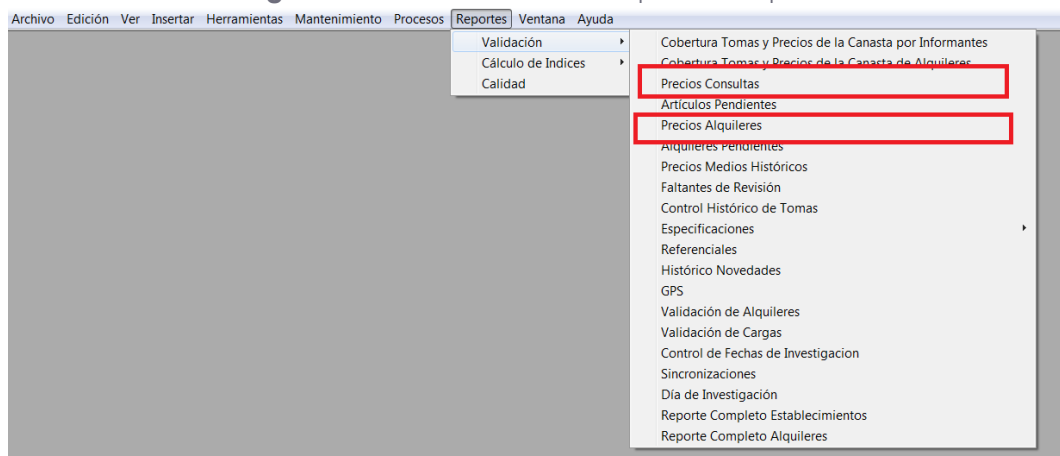 Archivo Edición Ver Insertar Herramientas Mantenimiento Procesos Reportes Ventana Ayuda
Validación
Cálculo de Indices
Calidad
Cobertura Tomas y Precios de la Canasta por Informantes
Cobertura Tomas y Precios de la Canasta de Alquileres
Precios Consultas
Artículos Pendientes
Precios Alquileres
Alquileres Pendientes
Precios Medios Históricos
Faltantes de Revisión
Control Histórico de Tomas
Especificaciones
Referenciales
Histórico Novedades
GPS
Validación de Alquileres
Validación de Cargas
Control de Fechas de Investigacion
Sincronizaciones
Día de Investigación
Reporte Completo Establecimientos
Reporte Completo Alquileres